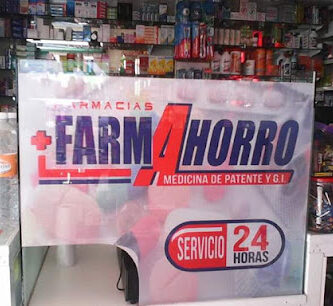 FARMACIAS
FARMAHORRO
MEDICINA DE PATENTE Y G.I.
SERVICIO 24
HORAS